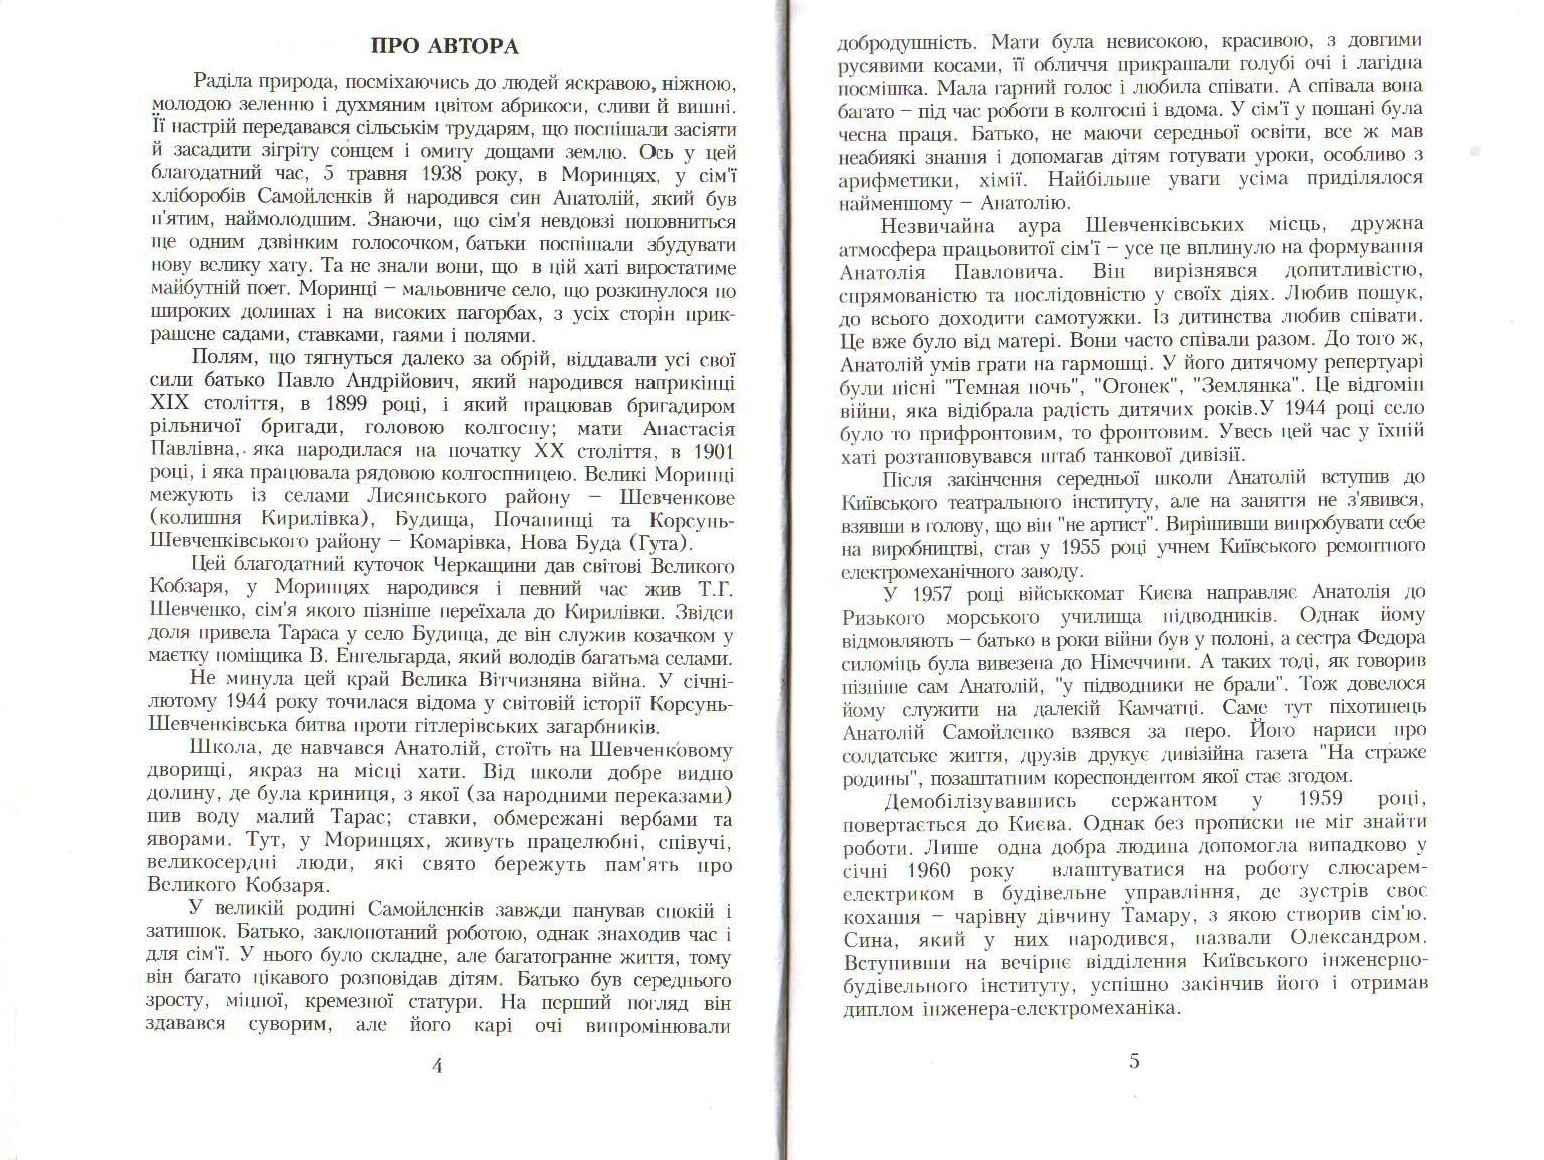 ПРО АВТОРА
Раділа природа, посміхаючись до людей яскравою, ніжною,
молодою зеленню і духмяним цвітом абрикоси, сливи й вишні.
Її настрій передавався сільськім трударям, що поспішали засіяти
й засадити зігріту сонцем і омиту дощами землю. Ось у цей
благодатний час, 5 травня 1938 року, в Моринцях, у сім'ї
хліборобів Самойленків й народився син Анатолій, який був
п'ятим, наймолодшим. Знаючи, що сім'я невдовзі поповниться
ще одним дзвінким голосочком, батьки поспішали збудувати
нову велику хату. Та не знали вони, що в цій хаті виростатиме
майбутній поет. Моринці – мальовниче село, що розкинулося по
широких долинах і на високих пагорбах, з усіх сторін прик-
рашене садами, ставками, гаями і полями.
Полям, що тягнуться далеко за обрій, віддавали усі свої
сили батько Павло Андрійович, який народився наприкінці
XIX століття, в 1899 році, і який працював бригадиром
рільничої бригади, головою колгоспу; мати Анастасія
Павлівна, яка народилася на початку XX століття, в 1901
році, і яка працювала рядовою колгоспницею. Великі Моринці
межують із селами Лисянського району – Шевченкове
(колишня Кирилівка), Будища, Почапинці та Корсунь-
Шевченківського району – Комарівка, Нова Буда (Гута).
Цей благодатний куточок Черкащини дав світові Великого
Кобзаря, у Моринцях народився і певний час жив Т.Г.
Шевченко, сім'я якого пізніше переїхала до Кирилівки. Звідси
доля привела Тараса у село Будища, де він служив козачком у
маєтку поміщика В. Енгельгарда, який володів багатьма селами.
Не минула цей край Велика Вітчизняна війна. У січні-
лютому 1944 року точилася відома у світовій історії Корсунь-
Шевченківська битва проти гітлерівських загарбників.
Школа, де навчався Анатолій, стоїть на Шевченковому
дворищі, якраз на місці хати. Від школи добре видно
долину, де була криниця, з якої (за народними переказами)
пив воду малий Тарас; ставки, обмережані вербами та
яворами. Тут, у Моринцях, живуть працелюбні, співучі,
великосердні люди, які свято бережуть пам'ять про
Великого Кобзаря.
У великій родині Самойленків завжди панував спокій і
затишок. Батько, заклопотаний роботою, однак знаходив час і
для сім'ї. У нього було складне, але багатогранне життя, тому
він багато цікавого розповідав дітям. Батько був середнього
зросту, міцної, кремезної статури. На перший погляд він
здавався суворим, але його карі очі випромінювали
4
добродушність. Мати була невисокою, красивою, з довгими
русявими косами, її обличчя прикрашали голубі очі і лагідна
посмішка. Мала гарний голос і любила співати. А співала вона
багато – під час роботи в колгоспі і вдома. У сім'ї у пошані була
чесна праця. Батько, не маючи середньої освіти, все ж мав
неабиякі знання і допомагав дітям готувати уроки, особливо з
арифметики, хімії. Найбільше уваги усіма приділялося
найменшому – Анатолію.
Незвичайна аура Шевченківських місць, дружна
атмосфера працьовитої сім'ї – усе це вплинуло на формування
Анатолія Павловича. Він вирізнявся допитливістю,
спрямованістю та послідовністю у своїх діях. Любив пошук,
до всього доходити самотужки. Із дитинства любив співати.
Це вже було від матері. Вони часто співали разом. До того ж,
Анатолій умів грати на гармошці. У його дитячому репертуарі
були пісні "Темная ночь", "Огонек", "Землянка". Це відгомін
війни, яка відібрала радість дитячих років.У 1944 році село
було то прифронтовим, то фронтовим. Увесь цей час у їхній
хаті розташовувався штаб танкової дивізії.
Після закінчення середньої школи Анатолій вступив до
Київського театрального інституту, але на заняття не з'явився,
взявши в голову, що він "не артист". Вирішивши випробувати себе
на виробництві, став у 1955 році учнем Київського ремонтного
електромеханічного заводу.
У 1957 році військкомат Києва направляє Анатолія до
Ризького морського училища підводників. Однак йому
відмовляють – батько в роки війни був у полоні, а сестра Федора
силоміць була вивезена до Німеччини. А таких тоді, як говорив
пізніше сам Анатолій, "у підводники не брали". Тож довелося
йому служити на далекій Камчатці. Саме тут піхотинець
Анатолій Самойленко взявся за перо. Його нариси про
солдатське життя, друзів друкує дивізійна газета "На страже
родины", позаштатним кореспондентом якої стає згодом.
Демобілізувавшись сержантом у 1959 році,
повертається до Києва. Однак без прописки не міг знайти
роботи. Лише одна добра людина допомогла випадково у
січні 1960 року влаштуватися на роботу слюсарем-
електриком в будівельне управління, де зустрів своє
кохання – чарівну дівчину Тамару, з якою створив сім'ю.
Сина, який у них народився, назвали Олександром.
Вступивши на вечірнє відділення Київського інженерно-
будівельного інституту, успішно закінчив його і отримав
диплом інженера-електромеханіка.
5